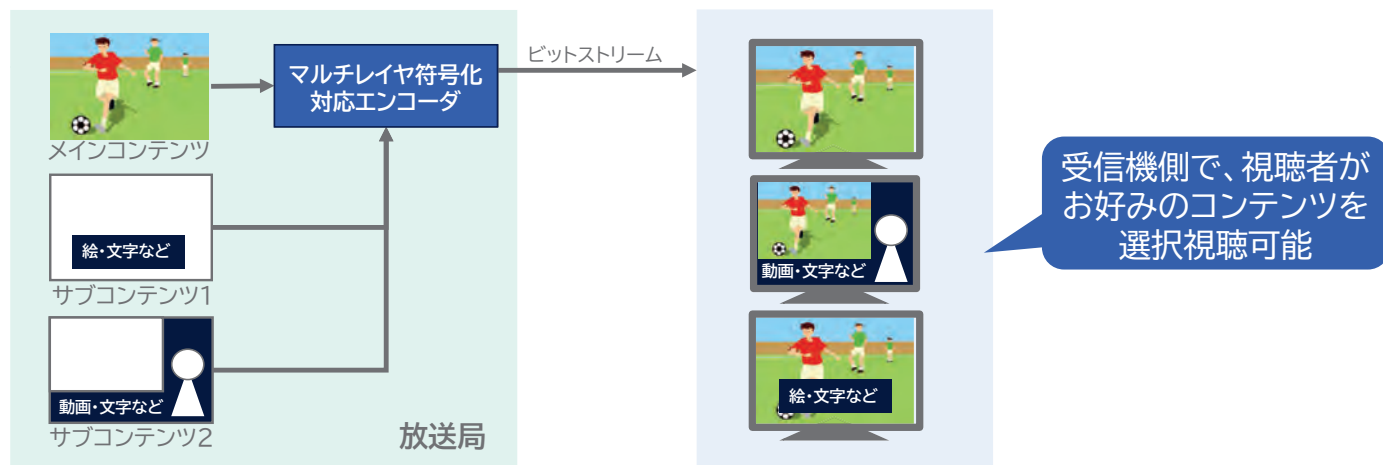 メインコンテンツ
絵・文字など
サブコンテンツ1
動画・文字など
サブコンテンツ2
マルチレイヤ符号化
対応エンコーダ
放送局
ビットストリーム
動画・文字など
絵・文字など
受信機側で、視聴者が
お好みのコンテンツを
選択視聴可能